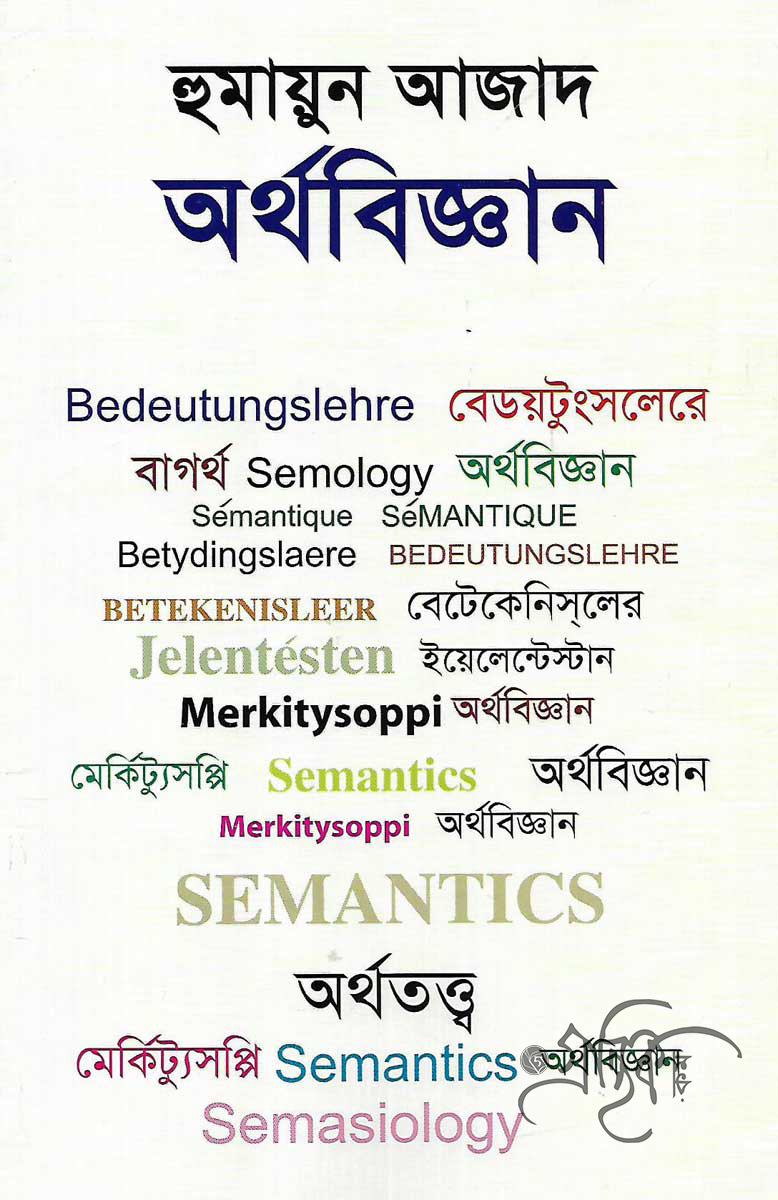 হুমায়ুন আজাদ
অর্থবিজ্ঞান
Bedeutungslehre বেডয়টুংসলেরে
বাগর্থ Semology অর্থবিজ্ঞান
Sémantique SéMANTIQUE
Betydingslaere BEDEUTUNGSLEHRE
BETEKENISLEER বেটেকেনিস্‌লের
Jelentésten ইয়েলেন্টেস্টান
Merkitysoppi অর্থবিজ্ঞান
মের্কিট্যুসপ্পি Semantics অর্থবিজ্ঞান
Merkitysoppi অর্থবিজ্ঞান
SEMANTICS
অর্থতত্ত্ব
মের্কিট্যুসপ্পি Semantics অর্থবিজ্ঞান
Semasiology